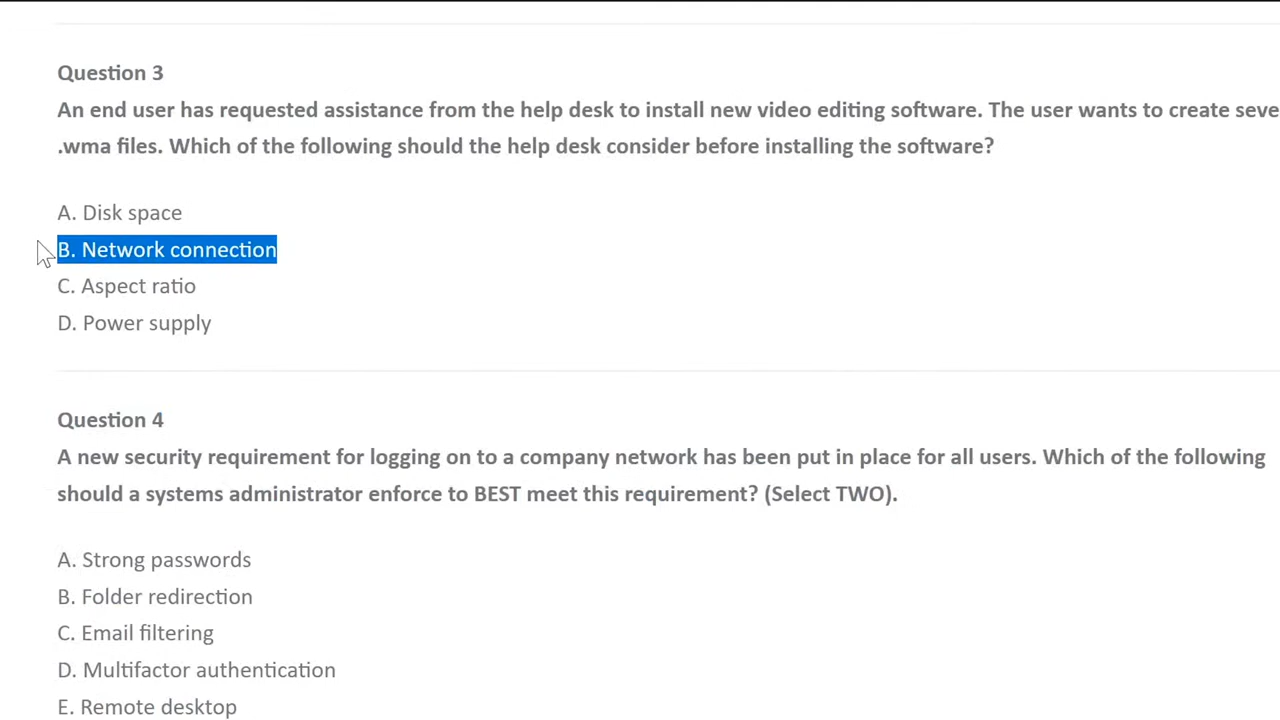 Question 3
An end user has requested assistance from the help desk to install new video editing software. The user wants to create seve
.wma files. Which of the following should the help desk consider before installing the software?
A. Disk space
B. Network connection
C. Aspect ratio
D. Power supply
Question 4
A new security requirement for logging on to a company network has been put in place for all users. Which of the following
should a systems administrator enforce to BEST meet this requirement? (Select TWO).
A. Strong passwords
B. Folder redirection
C. Email filtering
D. Multifactor authentication
E. Remote desktop